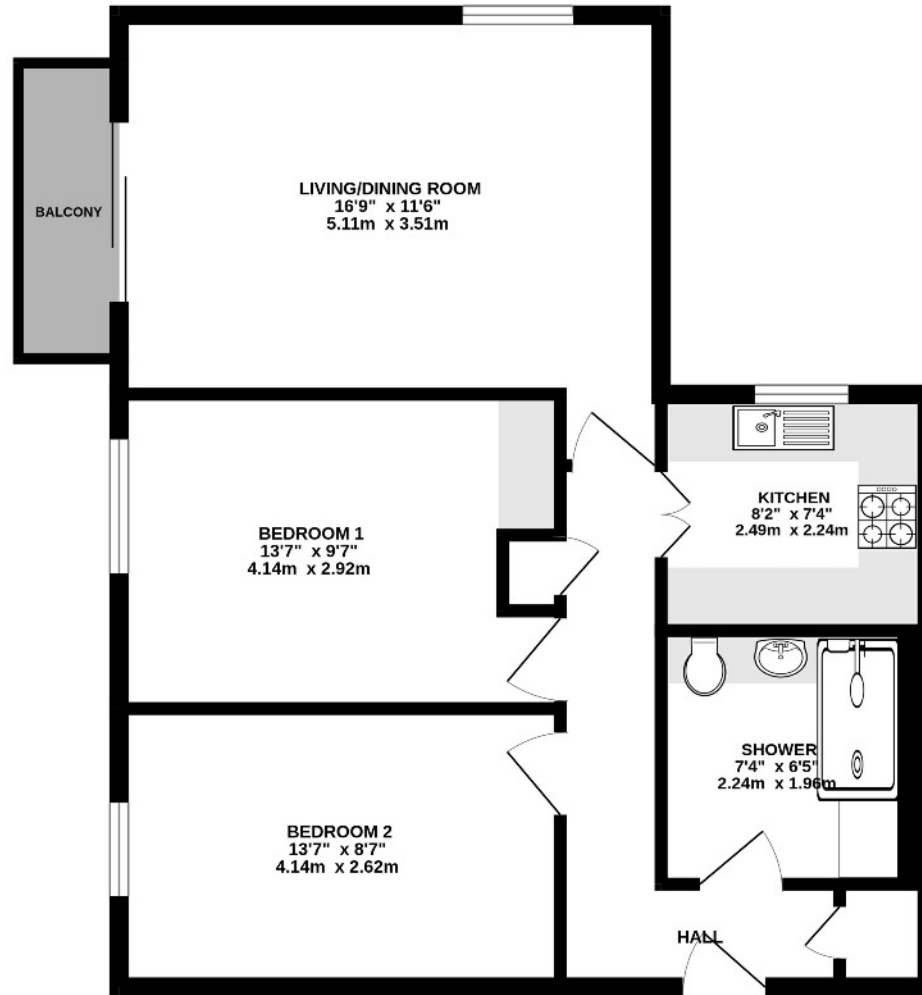 LIVING/DINING ROOM
16'9" x 11'6"
5.11m x 3.51m
BALCONY
BEDROOM 1
13'7" x 9'7"
4.14m x 2.92m
KITCHEN
8'2" x 7'4"
2.49m x 2.24m
SHOWER
7'4" x 6'5"
2.24m x 1.96m
BEDROOM 2
13'7" x 8'7"
4.14m x 2.62m
HALL